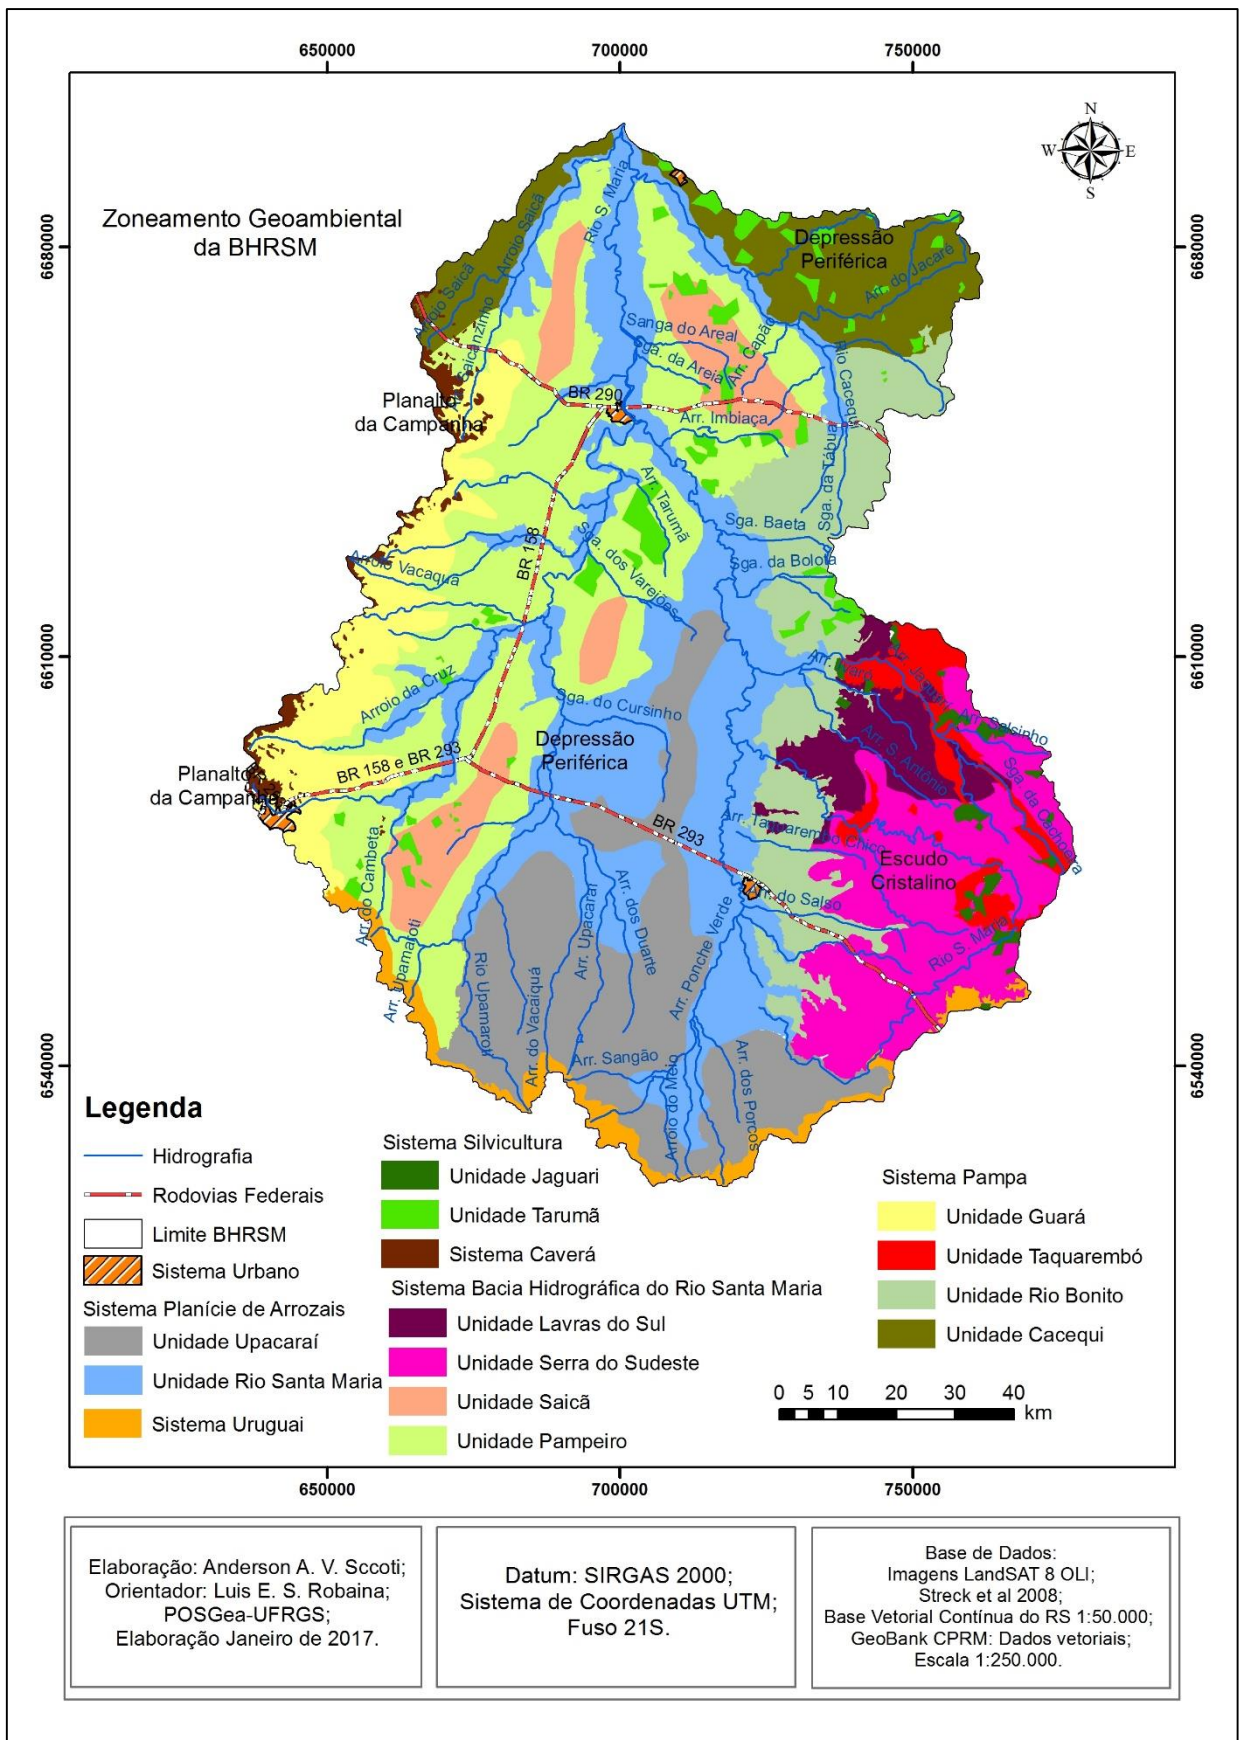 650000
700000
750000
N
W
E
S
Zoneamento Geoambiental
da BHRSM
6680000
6680000
Rio S. Maria
Arroio Saicã
Arroio Saicã
Depressão
Periférica
Arr. do Jacaré
Saicanzinho
Sanga do Areal
Sga. da Areia
Arr. Capão
Rio Cacequi
BR 290
Planalto
da Campanha
Arr. Imbiaça
Sga. da Tábua
Arr. Tarumã
Sga. Baeta
BR 158
Sga. dos Varejões
Sga. da Bolota
Arroio Vacaquá
6610000
6610000
Arr. Jaguari
Arroio da Cruz
Sga. do Cursinho
Arr. Salsinho
Arr. S. Antônio
Sga. da Cachoeira
Depressão
Periférica
BR 158 e BR 293
Planalto
da Campanha
BR 293
Arr. Taquarembó Chico
Escudo
Cristalino
Arr. do Cambeta
Arr. do Salso
Arr. Upacaraí
Arr. dos Duarte
Arr. Ponche Verde
Rio S. Maria
Arr. Upamaroti
Rio Upamaroti
Arr. do Vacaiquá
Arr. Sangão
Arroio do Meio
Arr. dos Porcos
6540000
6540000
Legenda
Hidrografia
Rodovias Federais
Limite BHRSM
Sistema Urbano
Sistema Planície de Arrozais
Unidade Upacaraí
Unidade Rio Santa Maria
Sistema Uruguai
Sistema Silvicultura
Unidade Jaguari
Unidade Tarumã
Sistema Caverá
Sistema Bacia Hidrográfica do Rio Santa Maria
Unidade Lavras do Sul
Unidade Serra do Sudeste
Unidade Saicã
Unidade Pampeiro
Sistema Pampa
Unidade Guará
Unidade Taquarembó
Unidade Rio Bonito
Unidade Cacequi
0 5 10 20 30 40
km
650000
700000
750000
Elaboração: Anderson A. V. Sccoti;
Orientador: Luis E. S. Robaina;
POSGea-UFRGS;
Elaboração Janeiro de 2017.
Datum: SIRGAS 2000;
Sistema de Coordenadas UTM;
Fuso 21S.
Base de Dados:
Imagens LandSAT 8 OLI;
Streck et al 2008;
Base Vetorial Contínua do RS 1:50.000;
GeoBank CPRM: Dados vetoriais;
Escala 1:250.000.